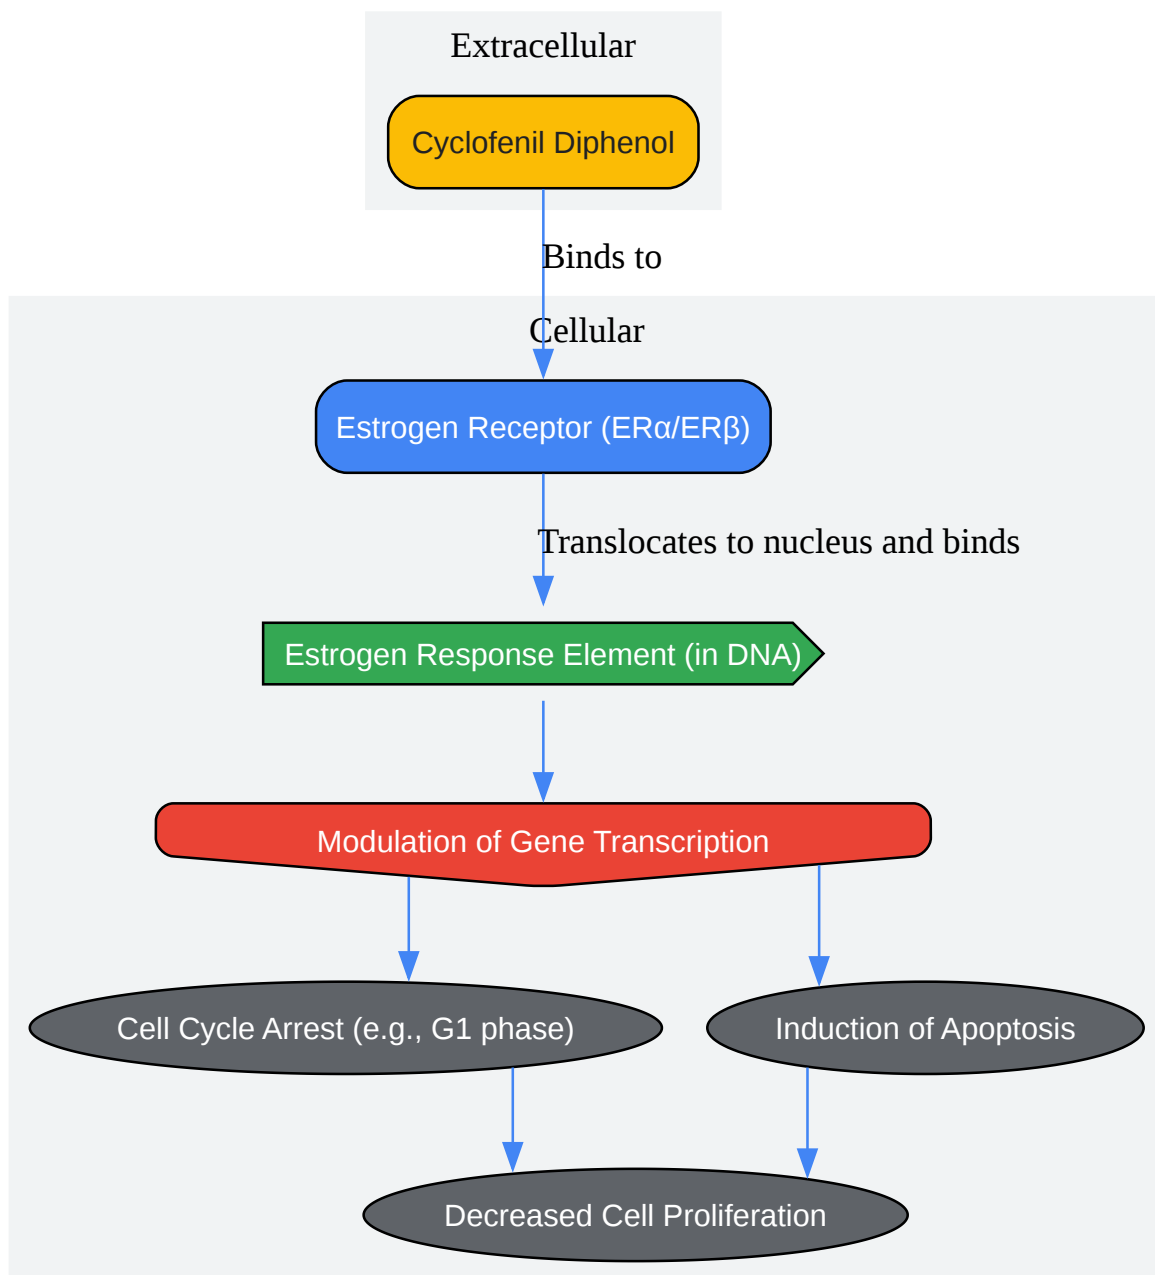 Extracellular
Cyclofenil Diphenol
Binds to
Cellular
Estrogen Receptor (ERα/ERβ)
Translocates to nucleus and binds
Estrogen Response Element (in DNA)
Modulation of Gene Transcription
Cell Cycle Arrest (e.g., G1 phase)
Induction of Apoptosis
Decreased Cell Proliferation